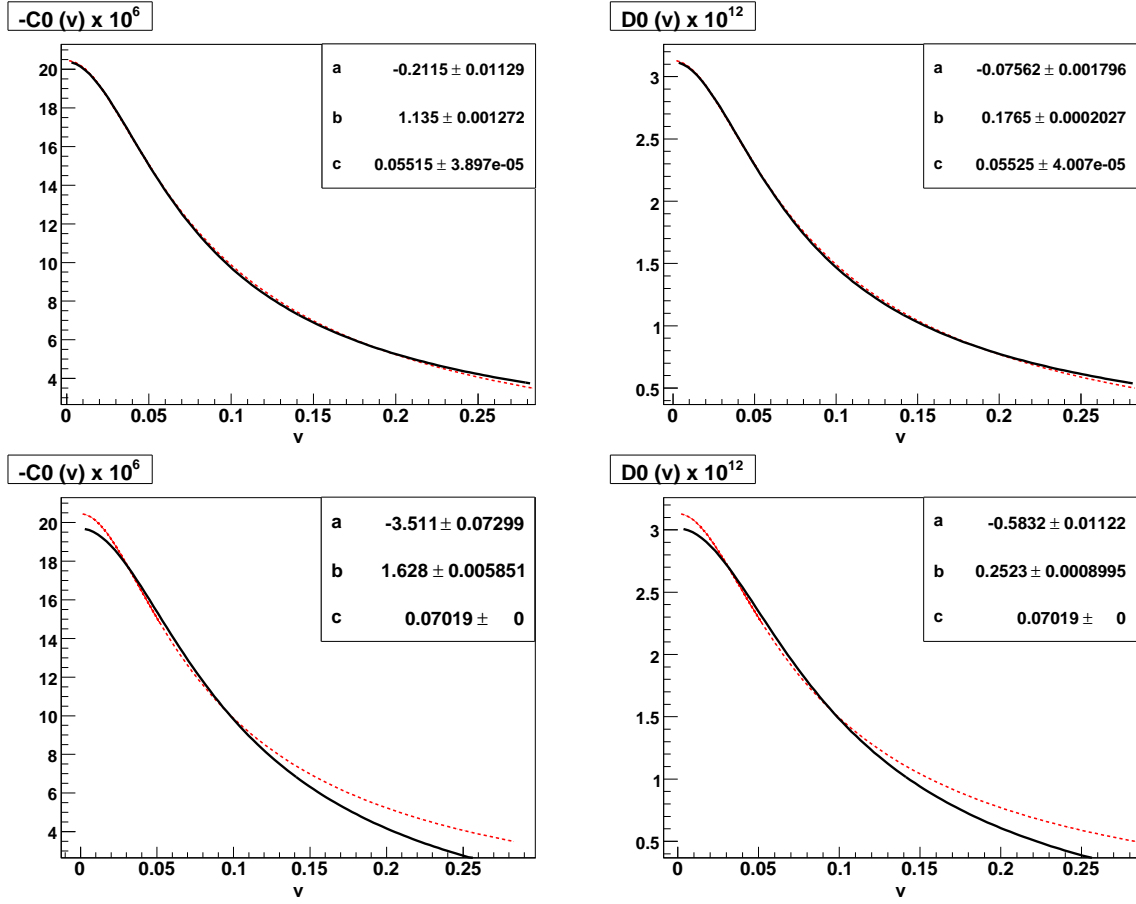 -C0 (v) x 10^6
a -0.2115 ± 0.01129
b 1.135 ± 0.001272
c 0.05515 ± 3.897e-05
20
18
16
14
12
10
8
6
4
0 0.05 0.1 0.15 0.2 0.25
v
D0 (v) x 10^12
a -0.07562 ± 0.001796
b 0.1765 ± 0.0002027
c 0.05525 ± 4.007e-05
3
2.5
2
1.5
1
0.5
0 0.05 0.1 0.15 0.2 0.25
v
-C0 (v) x 10^6
a -3.511 ± 0.07299
b 1.628 ± 0.005851
c 0.07019 ± 0
20
18
16
14
12
10
8
6
4
0 0.05 0.1 0.15 0.2 0.25
v
D0 (v) x 10^12
a -0.5832 ± 0.01122
b 0.2523 ± 0.0008995
c 0.07019 ± 0
3
2.5
2
1.5
1
0.5
0 0.05 0.1 0.15 0.2 0.25
v